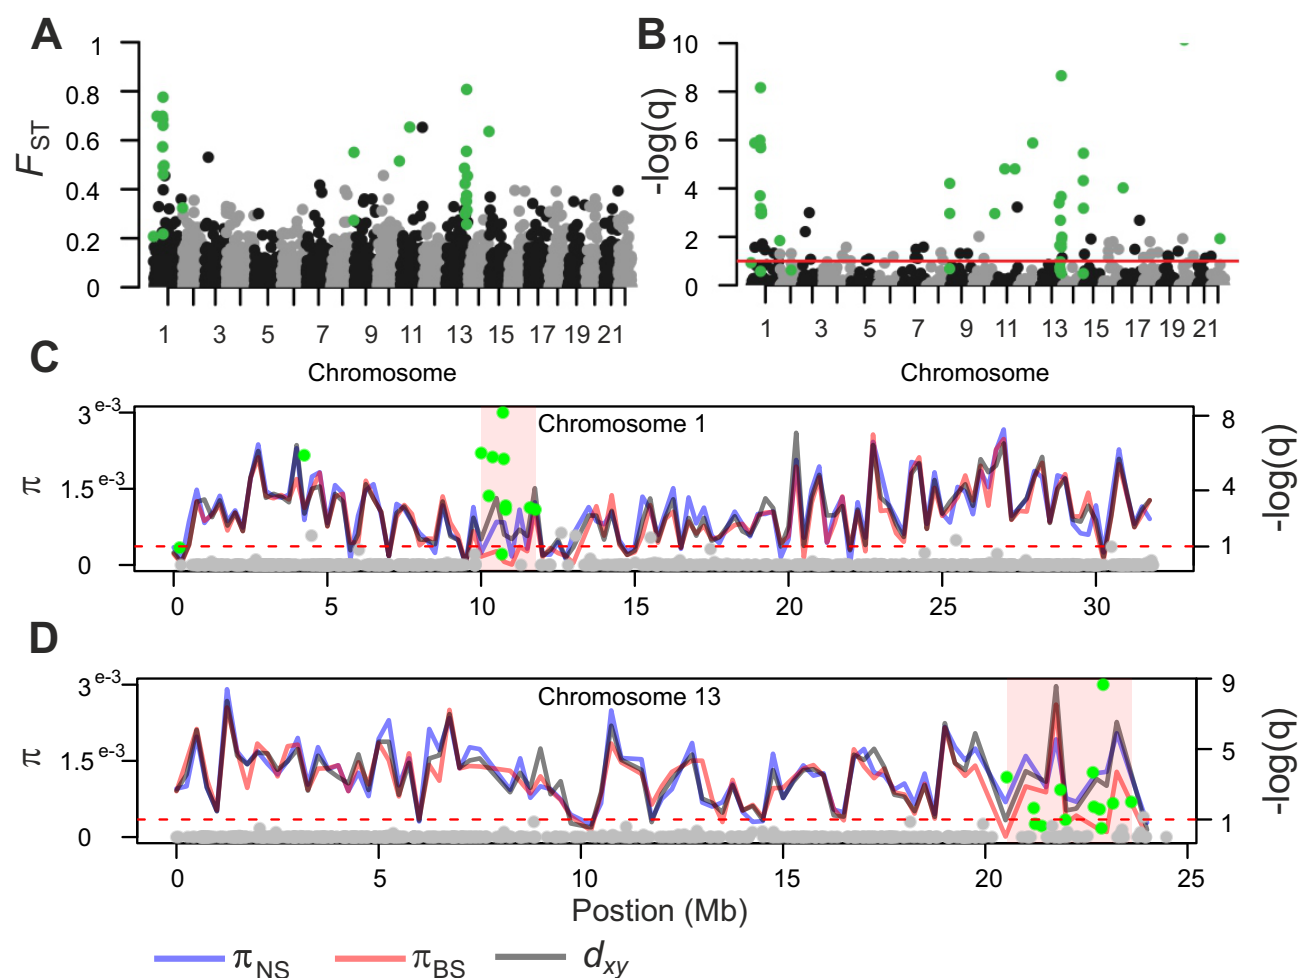 A
B
1
0.8
0.6
0.4
0.2
0
FST
10
8
6
4
2
0
-log(q)
1 3 5 7 9 11 13 15 17 19 21
1 3 5 7 9 11 13 15 17 19 21
Chromosome
Chromosome
C
Chromosome 1
3 e-3
1.5 e-3
0
π
8
4
1
-log(q)
0 5 10 15 20 25 30
D
Chromosome 13
3 e-3
1.5 e-3
0
π
9
5
1
-log(q)
0 5 10 15 20 25
Postion (Mb)
πNS πBS dxy